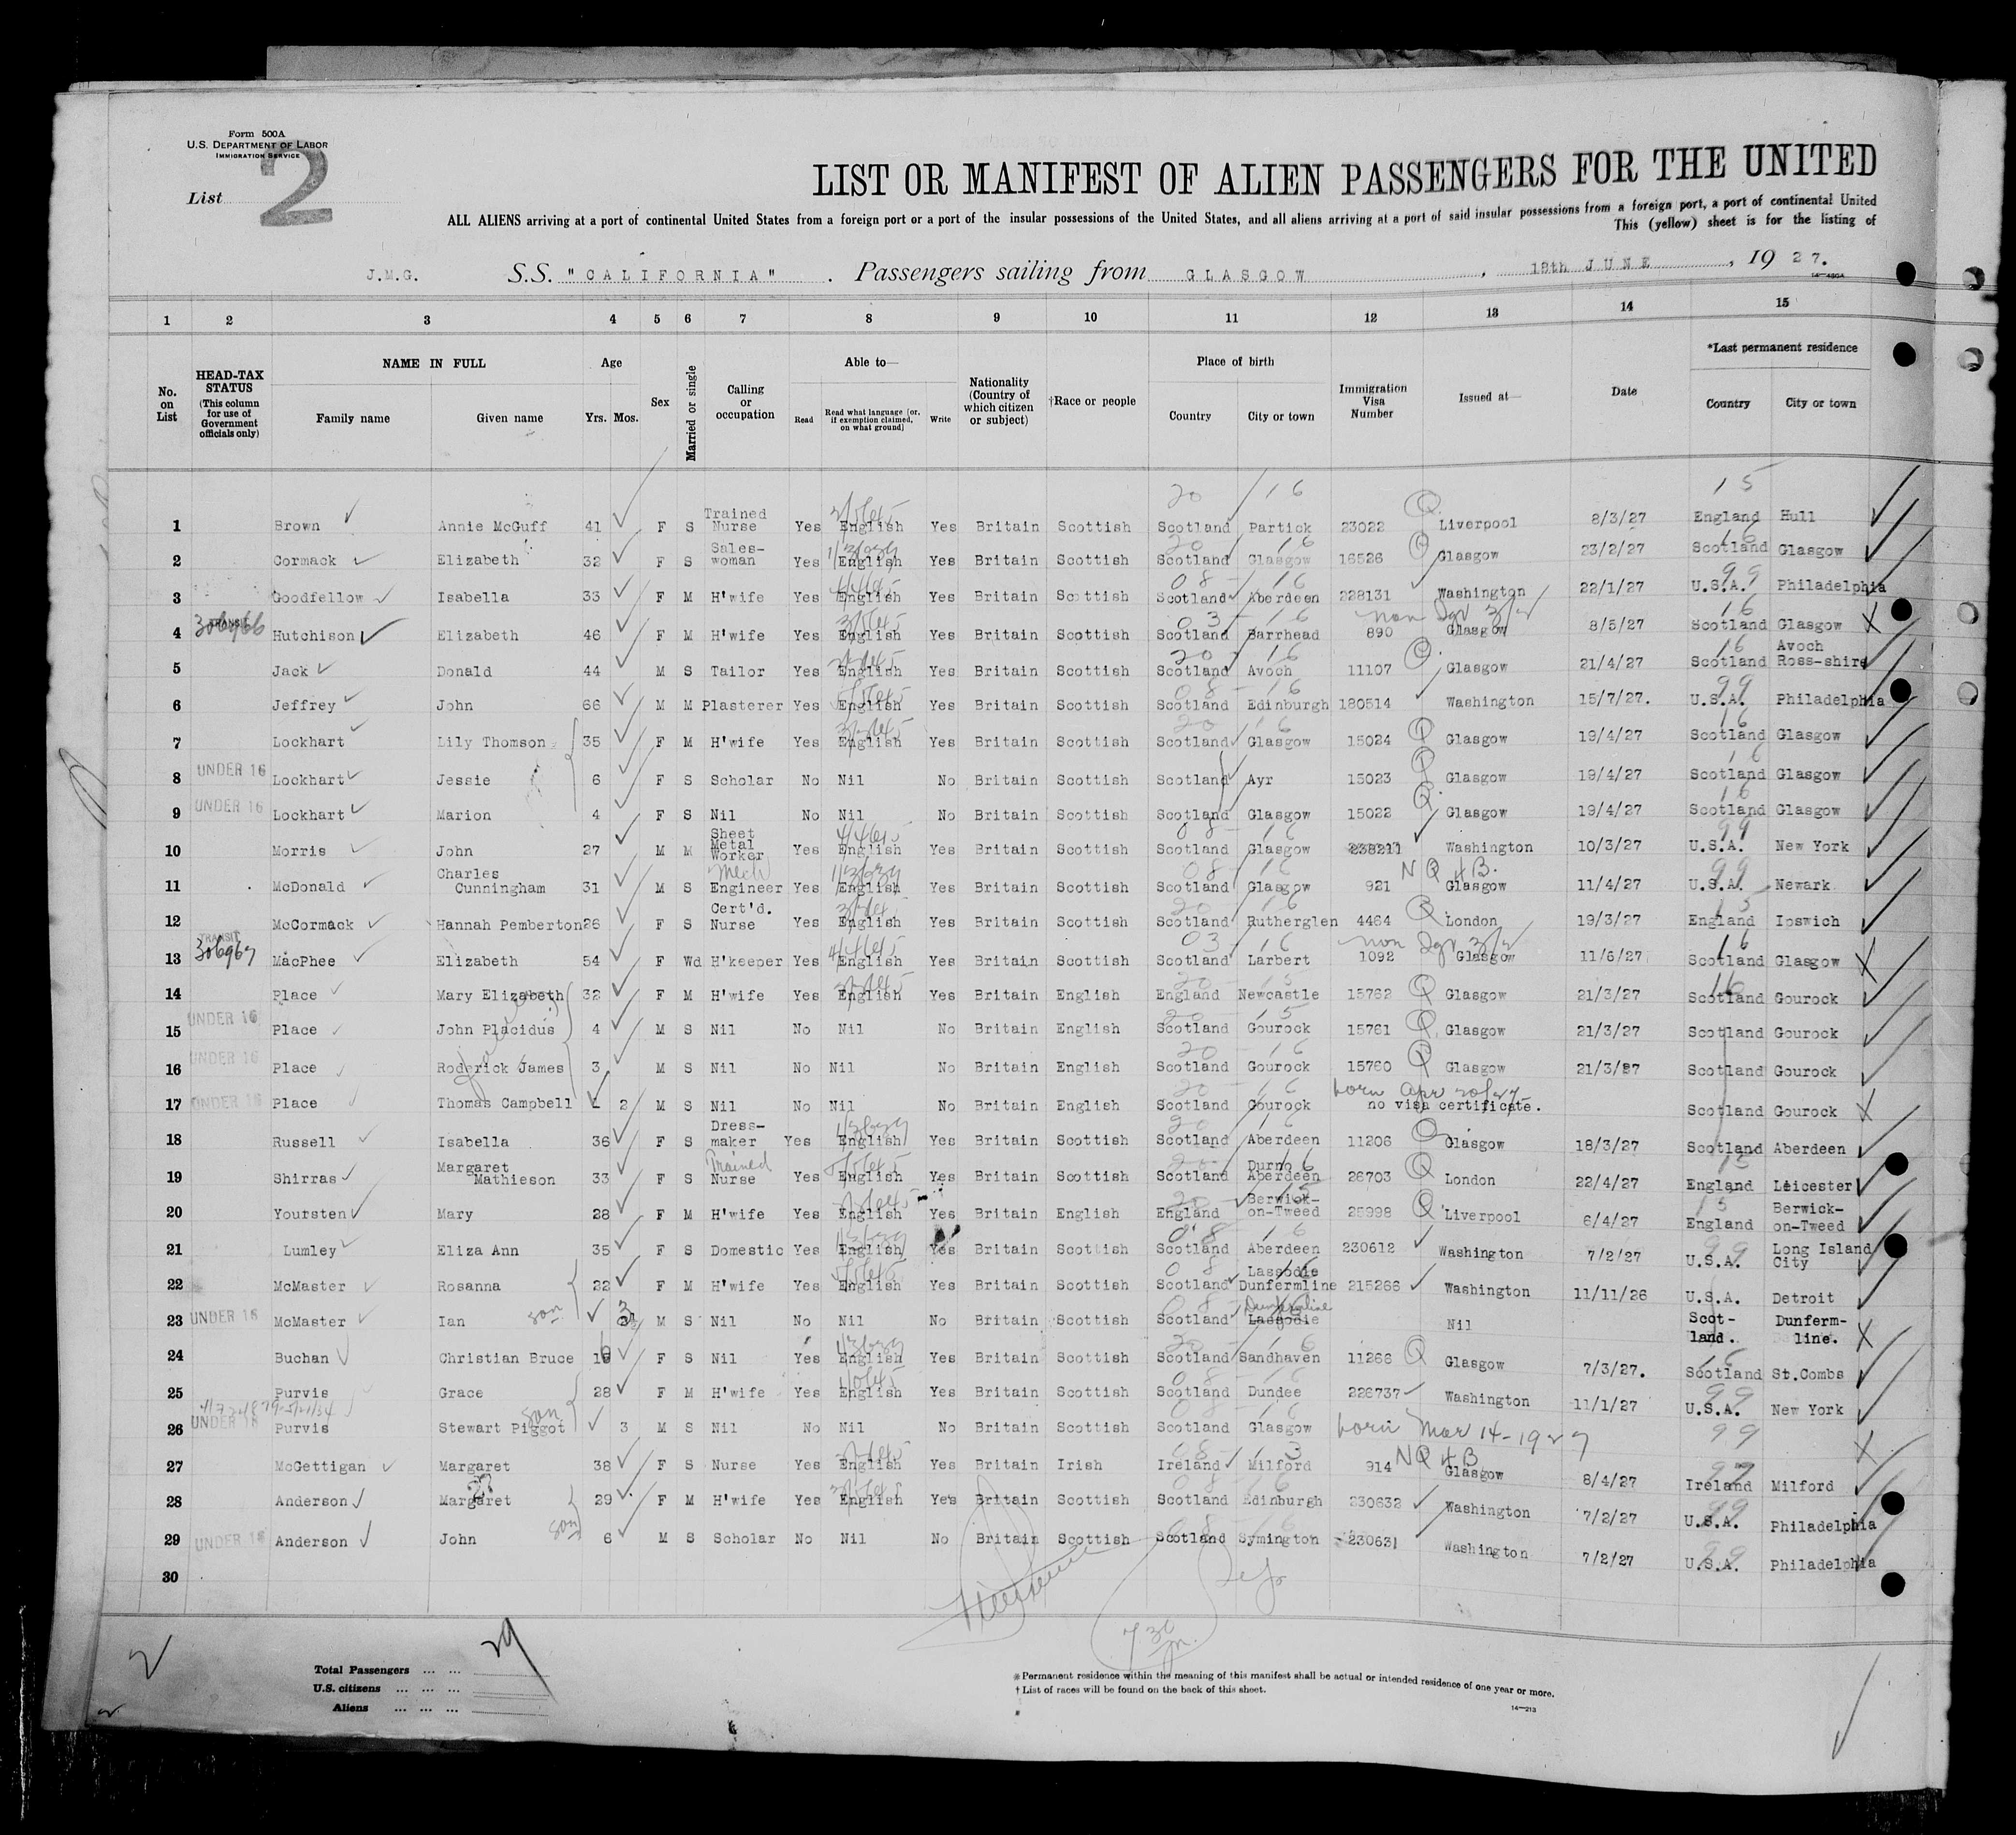 Form 500A
U.S. DEPARTMENT OF LABOR
IMMIGRATION SERVICE
List 2
LIST OR MANIFEST OF ALIEN PASSENGERS FOR THE UNITED
ALL ALIENS arriving at a port of continental United States from a foreign port or a port of the insular possessions of the United States, and all aliens arriving at a port of said insular possessions from a foreign port, a port of continental United
This (yellow) sheet is for the listing of
J.M.G. S.S. "CALIFORNIA" . Passengers sailing from GLASGOW , 18th JUNE , 19 27.
1 2 3 4 5 6 7 8 9 10 11 12 13 14 15
No. on List
HEAD-TAX STATUS (This column for use of Government officials only)
NAME IN FULL Family name Given name
Age Yrs. Mos.
Sex
Married or single
Calling or occupation
Able to— Read Read what language [or, if exemption claimed, on what ground] Write
Nationality (Country of which citizen or subject)
†Race or people
Place of birth Country City or town
Immigration Visa Number
Issued at—
Date
*Last permanent residence Country City or town
1 Brown Annie McGuff 41 F S Trained Nurse Yes English Yes Britain Scottish Scotland Partick 23022 Liverpool 8/3/27 England Hull
2 Cormack Elizabeth 32 F S Sales-woman Yes English Yes Britain Scottish Scotland Glasgow 16526 Glasgow 23/2/27 Scotland Glasgow
3 Goodfellow Isabella 33 F M H'wife Yes English Yes Britain Scottish Scotland Aberdeen 228131 Washington 22/1/27 U.S.A. Philadelphia
4 TRANSIT 306966 Hutchison Elizabeth 46 F M H'wife Yes English Yes Britain Scottish Scotland Barrhead 890 Glasgow 8/5/27 Scotland Glasgow
5 Jack Donald 44 M S Tailor Yes English Yes Britain Scottish Scotland Avoch 11107 Glasgow 21/4/27 Scotland Avoch Ross-shire
6 Jeffrey John 66 M M Plasterer Yes English Yes Britain Scottish Scotland Edinburgh 180514 Washington 15/7/27. U.S.A. Philadelphia
7 Lockhart Lily Thomson 35 F M H'wife Yes English Yes Britain Scottish Scotland Glasgow 15024 Glasgow 19/4/27 Scotland Glasgow
8 UNDER 16 Lockhart Jessie 6 F S Scholar No Nil No Britain Scottish Scotland Ayr 15023 Glasgow 19/4/27 Scotland Glasgow
9 UNDER 16 Lockhart Marion 4 F S Nil No Nil No Britain Scottish Scotland Glasgow 15022 Glasgow 19/4/27 Scotland Glasgow
10 Morris John 27 M M Sheet Metal Worker Yes English Yes Britain Scottish Scotland Glasgow 238211 Washington 10/3/27 U.S.A. New York
11 McDonald Charles Cunningham 31 M S Mech Engineer Yes English Yes Britain Scottish Scotland Glasgow 921 Glasgow 11/4/27 U.S.A. Newark
12 McCormack Hannah Pemberton 26 F S Cert'd. Nurse Yes English Yes Britain Scottish Scotland Rutherglen 4464 London 19/3/27 England Ipswich
13 TRANSIT 306967 MacPhee Elizabeth 54 F Wd H'keeper Yes English Yes Britain Scottish Scotland Larbert 1092 Glasgow 11/6/27 Scotland Glasgow
14 Place Mary Elizabeth 32 F M H'wife Yes English Yes Britain English England Newcastle 15762 Glasgow 21/3/27 Scotland Gourock
15 UNDER 16 Place John Placidus 4 M S Nil No Nil No Britain English Scotland Gourock 15761 Glasgow 21/3/27 Scotland Gourock
16 UNDER 16 Place Roderick James 3 M S Nil No Nil No Britain English Scotland Gourock 15760 Glasgow 21/3/27 Scotland Gourock
17 UNDER 16 Place Thomas Campbell 2 M S Nil No Nil No Britain English Scotland Gourock born Apr 20/27 no visa certificate. Scotland Gourock
18 Russell Isabella 36 F S Dress-maker Yes English Yes Britain Scottish Scotland Aberdeen 11206 Glasgow 18/3/27 Scotland Aberdeen
19 Shirras Margaret Mathieson 33 F S Trained Nurse Yes English Yes Britain Scottish Scotland Durno Aberdeen 26703 London 22/4/27 England Leicester
20 Yoursten Mary 28 F M H'wife Yes English Yes Britain English England Berwick-on-Tweed 25998 Liverpool 6/4/27 England Berwick-on-Tweed
21 Lumley Eliza Ann 35 F S Domestic Yes English Yes Britain Scottish Scotland Aberdeen 230612 Washington 7/2/27 U.S.A. Long Island City
22 McMaster Rosanna 22 F M H'wife Yes English Yes Britain Scottish Scotland Lassodie Dunfermline 215266 Washington 11/11/26 U.S.A. Detroit
23 UNDER 16 McMaster Ian son 3 M S Nil No Nil No Britain Scottish Scotland Dunfermline Lassodie Nil Scot-land. Dunferm-line.
24 Buchan Christian Bruce 16 F S Nil Yes English Yes Britain Scottish Scotland Sandhaven 11266 Glasgow 7/3/27. Scotland St.Combs
25 Purvis Grace 28 F M H'wife Yes English Yes Britain Scottish Scotland Dundee 226737 Washington 11/1/27 U.S.A. New York
26 UNDER 16 Purvis Stewart Piggot son 3 M S Nil No Nil No Britain Scottish Scotland Glasgow born Mar 14-1927 99
27 McGettigan Margaret 38 F S Nurse Yes English Yes Britain Irish Ireland Milford 914 Glasgow 8/4/27 Ireland Milford
28 Anderson Margaret 29 F M H'wife Yes English Yes Britain Scottish Scotland Edinburgh 230632 Washington 7/2/27 U.S.A. Philadelphia
29 UNDER 16 Anderson John son 6 M S Scholar No Nil No Britain Scottish Scotland Symington 230631 Washington 7/2/27 U.S.A. Philadelphia
30
2
29
Total Passengers ... ...
U.S. citizens ... ... ...
Aliens ... ... ...
※Permanent residence within the meaning of this manifest shall be actual or intended residence of one year or more.
†List of races will be found on the back of this sheet.
14—213